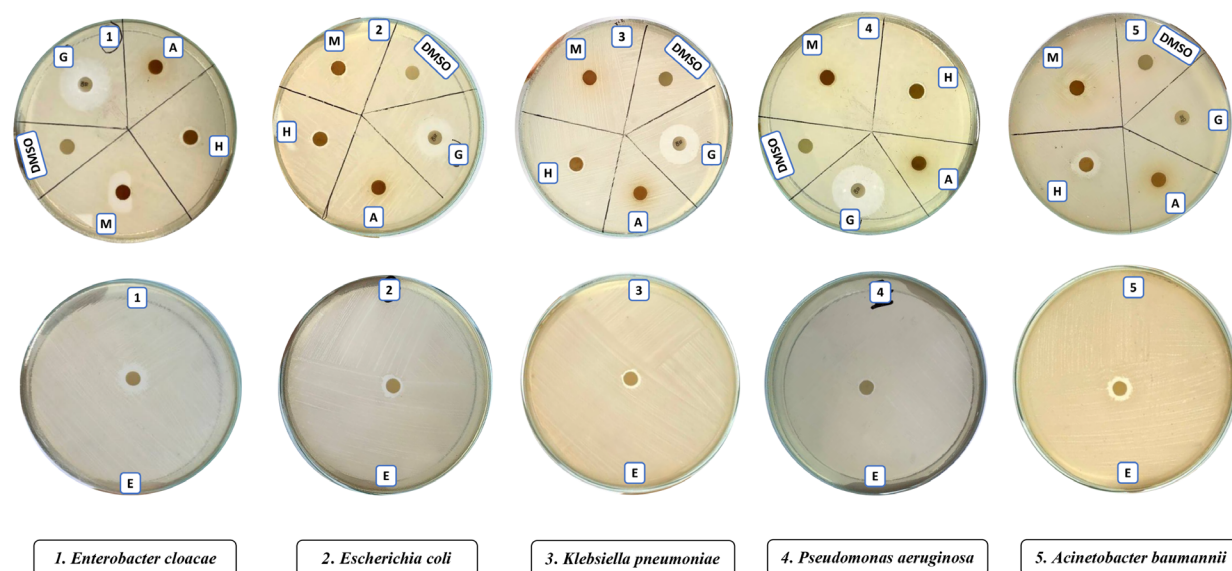 1
G
A
H
DMSO
M
2
M
DMSO
H
G
A
3
M
DMSO
G
H
A
4
M
H
DMSO
A
G
5
M
DMSO
G
H
A
1
E
2
E
3
E
4
E
5
E
1. Enterobacter cloacae
2. Escherichia coli
3. Klebsiella pneumoniae
4. Pseudomonas aeruginosa
5. Acinetobacter baumannii